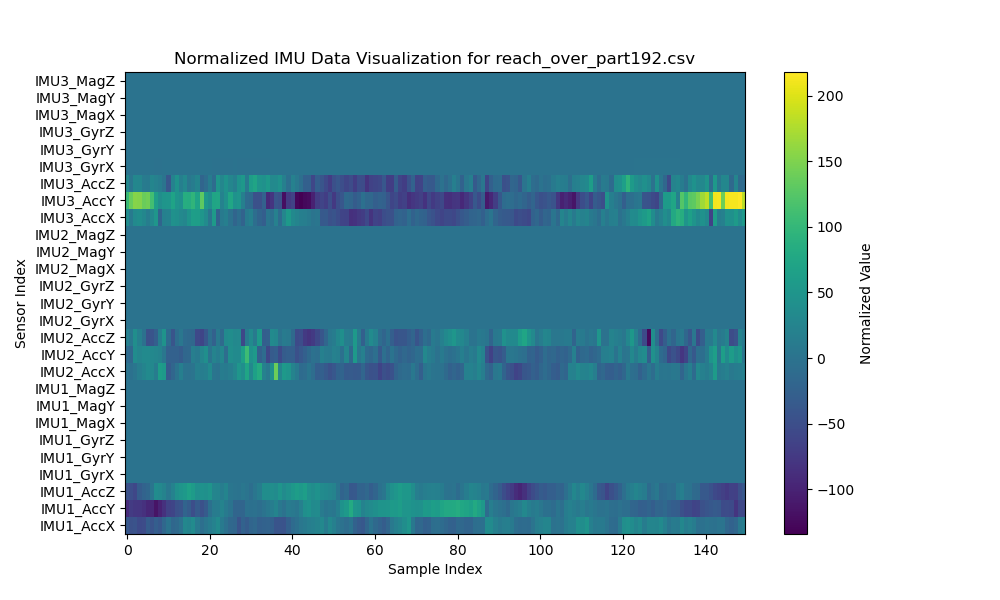 Normalized IMU Data Visualization for reach_over_part192.csv
IMU3_MagZ
IMU3_MagY
IMU3_MagX
IMU3_GyrZ
IMU3_GyrY
IMU3_GyrX
IMU3_AccZ
IMU3_AccY
IMU3_AccX
IMU2_MagZ
IMU2_MagY
IMU2_MagX
IMU2_GyrZ
IMU2_GyrY
IMU2_GyrX
IMU2_AccZ
IMU2_AccY
IMU2_AccX
IMU1_MagZ
IMU1_MagY
IMU1_MagX
IMU1_GyrZ
IMU1_GyrY
IMU1_GyrX
IMU1_AccZ
IMU1_AccY
IMU1_AccX
Sensor Index
0 20 40 60 80 100 120 140
Sample Index
200
150
100
50
0
−50
−100
Normalized Value